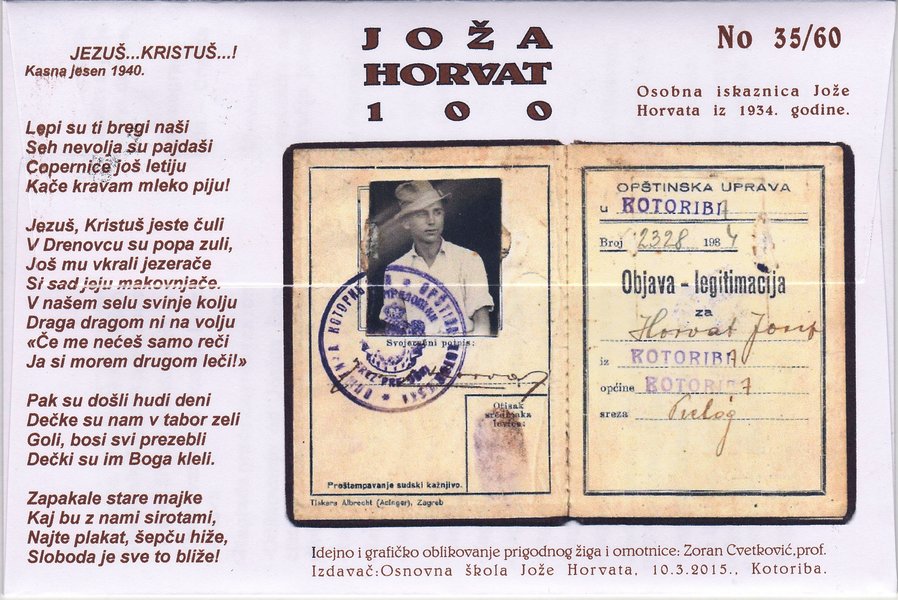 JEZUŠ...KRISTUŠ...!
Kasna jesen 1940.
Lepi su ti bregi naši
Seh nevolja su pajdaši
Copernice još letiju
Kače kravam mleko piju!
Jezuš, Kristuš jeste čuli
V Drenovcu su popa zuli,
Još mu vkrali jezerače
Si sad jeju makovnjače.
V našem selu svinje kolju
Draga dragom ni na volju
«Če me nećeš samo reči
Ja si morem drugom leči!»
Pak su došli hudi deni
Dečke su nam v tabor zeli
Goli, bosi svi prezebli
Dečki su im Boga kleli.
Zapakale stare majke
Kaj bu z nami sirotami,
Najte plakat, šepču hiže,
Sloboda je sve to bliže!
JOŽA
HORVAT
100
No 35/60
Osobna iskaznica Jože
Horvata iz 1934. godine.
Svojeručni potpis:
Otisak
srednjaka
levice:
Preštampavanje sudski kažnjivo.
Tiskara Albrecht (Acinger), Zagreb
OPŠTINSKA UPRAVA
u KOTORIBA
Broj 2328 1934
Objava - legitimacija
za
Horvat Josip
iz KOTORIBA
općine KOTORIBA
sreza Prelog
Idejno i grafičko oblikovanje prigodnog žiga i omotnice: Zoran Cvetković,prof.
Izdavač:Osnovna škola Jože Horvata, 10.3.2015., Kotoriba.